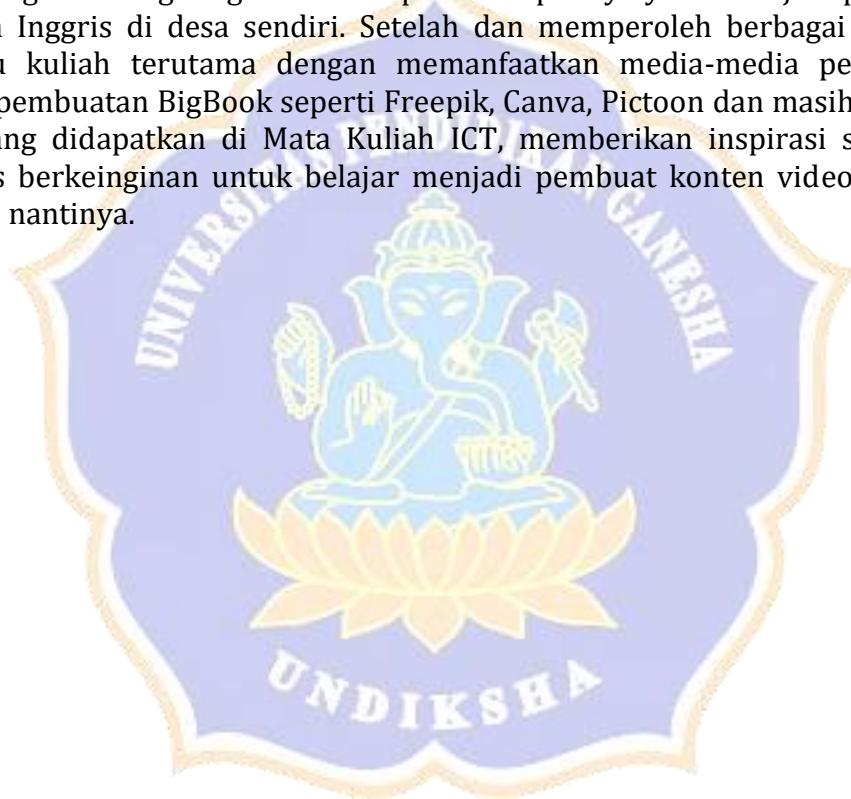 Inggris di desa sendiri. Setelah dan memperoleh berbagai
kuliah terutama dengan memanfaatkan media-media
pembuatan BigBook seperti Freepik, Canva, Pictoon dan masih
didapatkan di Mata Kuliah ICT, memberikan inspirasi
berkeinginan untuk belajar menjadi pembuat konten video
nantinya.
UNIVERSITAS PENDIDIKAN GANESHA
UNDIKSHA